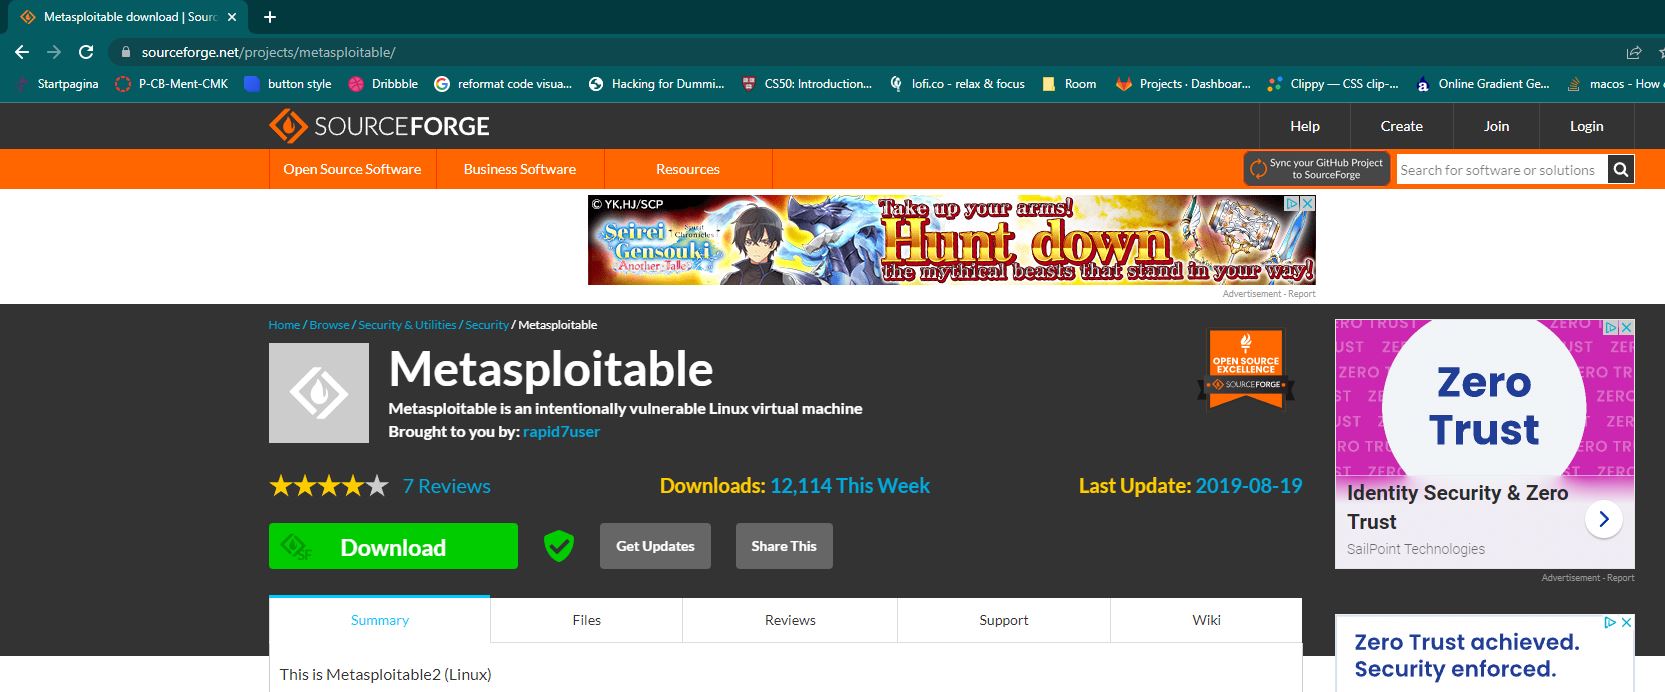 Metasploitable download | Sourc
sourceforge.net/projects/metasploitable/
Startpagina P-CB-Ment-CMK button style Dribbble reformat code visua... Hacking for Dummi... CS50: Introduction... lofi.co - relax & focus Room Projects · Dashboar... Clippy — CSS clip-... Online Gradient Ge... macos - How
SOURCEFORGE Help Create Join Login
Open Source Software Business Software Resources
Sync your GitHub Project
to SourceForge
Search for software or solutions
© YK,HJ/SCP
Seirei Spirit Chronicles
Gensouki
Another Tale
Take up your arms!
Hunt down
the mythical beasts that stand in your way!
Advertisement - Report
Home / Browse / Security & Utilities / Security / Metasploitable
Metasploitable
Metasploitable is an intentionally vulnerable Linux virtual machine
Brought to you by: rapid7user
OPEN SOURCE
EXCELLENCE
SOURCEFORGE
7 Reviews Downloads: 12,114 This Week Last Update: 2019-08-19
SF Download Get Updates Share This
Summary Files Reviews Support Wiki
This is Metasploitable2 (Linux)
Zero
Trust
Identity Security & Zero
Trust
SailPoint Technologies
Advertisement - Report
Zero Trust achieved.
Security enforced.